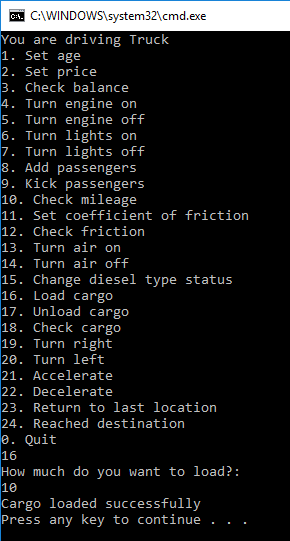 C:\WINDOWS\system32\cmd.exe
You are driving Truck
1. Set age
2. Set price
3. Check balance
4. Turn engine on
5. Turn engine off
6. Turn lights on
7. Turn lights off
8. Add passengers
9. Kick passengers
10. Check mileage
11. Set coefficient of friction
12. Check friction
13. Turn air on
14. Turn air off
15. Change diesel type status
16. Load cargo
17. Unload cargo
18. Check cargo
19. Turn right
20. Turn left
21. Accelerate
22. Decelerate
23. Return to last location
24. Reached destination
0. Quit
16
How much do you want to load?:
10
Cargo loaded successfully
Press any key to continue . . .